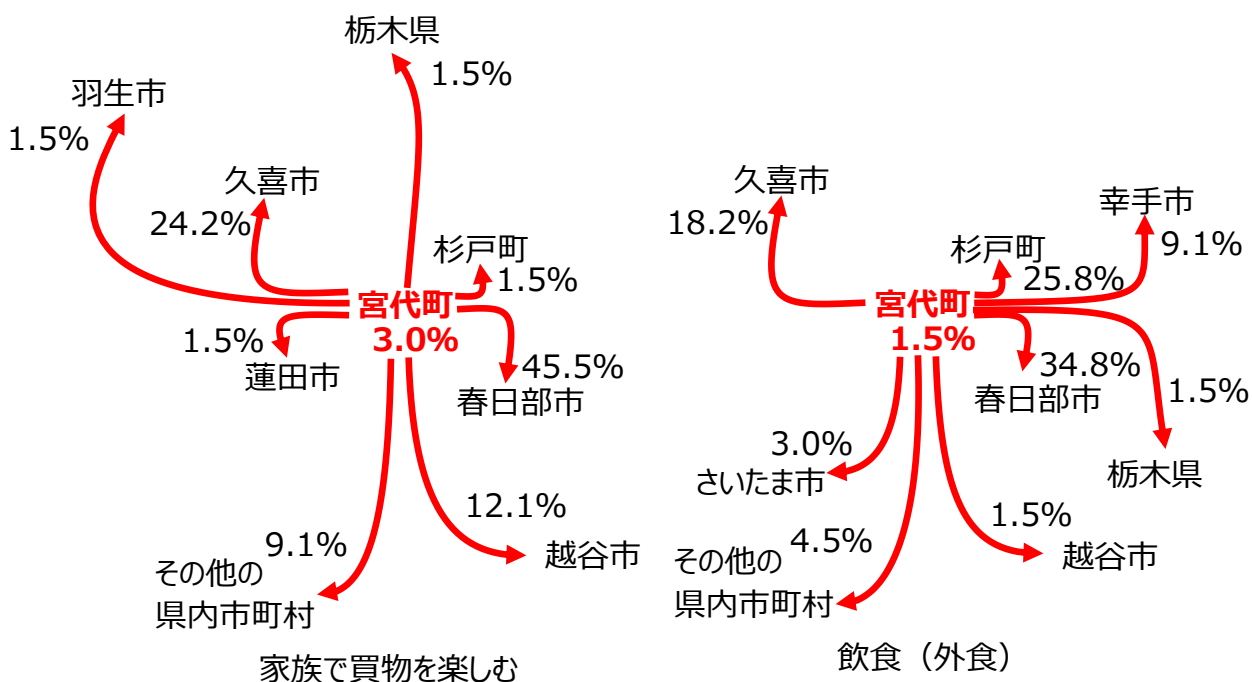 栃木県
1.5%
羽生市
1.5%
久喜市
24.2%
杉戸町
1.5%
宮代町
3.0%
1.5%
蓮田市
45.5%
春日部市
12.1%
越谷市
9.1%
その他の
県内市町村
家族で買物を楽しむ
久喜市
18.2%
幸手市
9.1%
杉戸町
25.8%
宮代町
1.5%
34.8%
春日部市
1.5%
栃木県
3.0%
さいたま市
1.5%
越谷市
4.5%
その他の
県内市町村
飲食（外食）